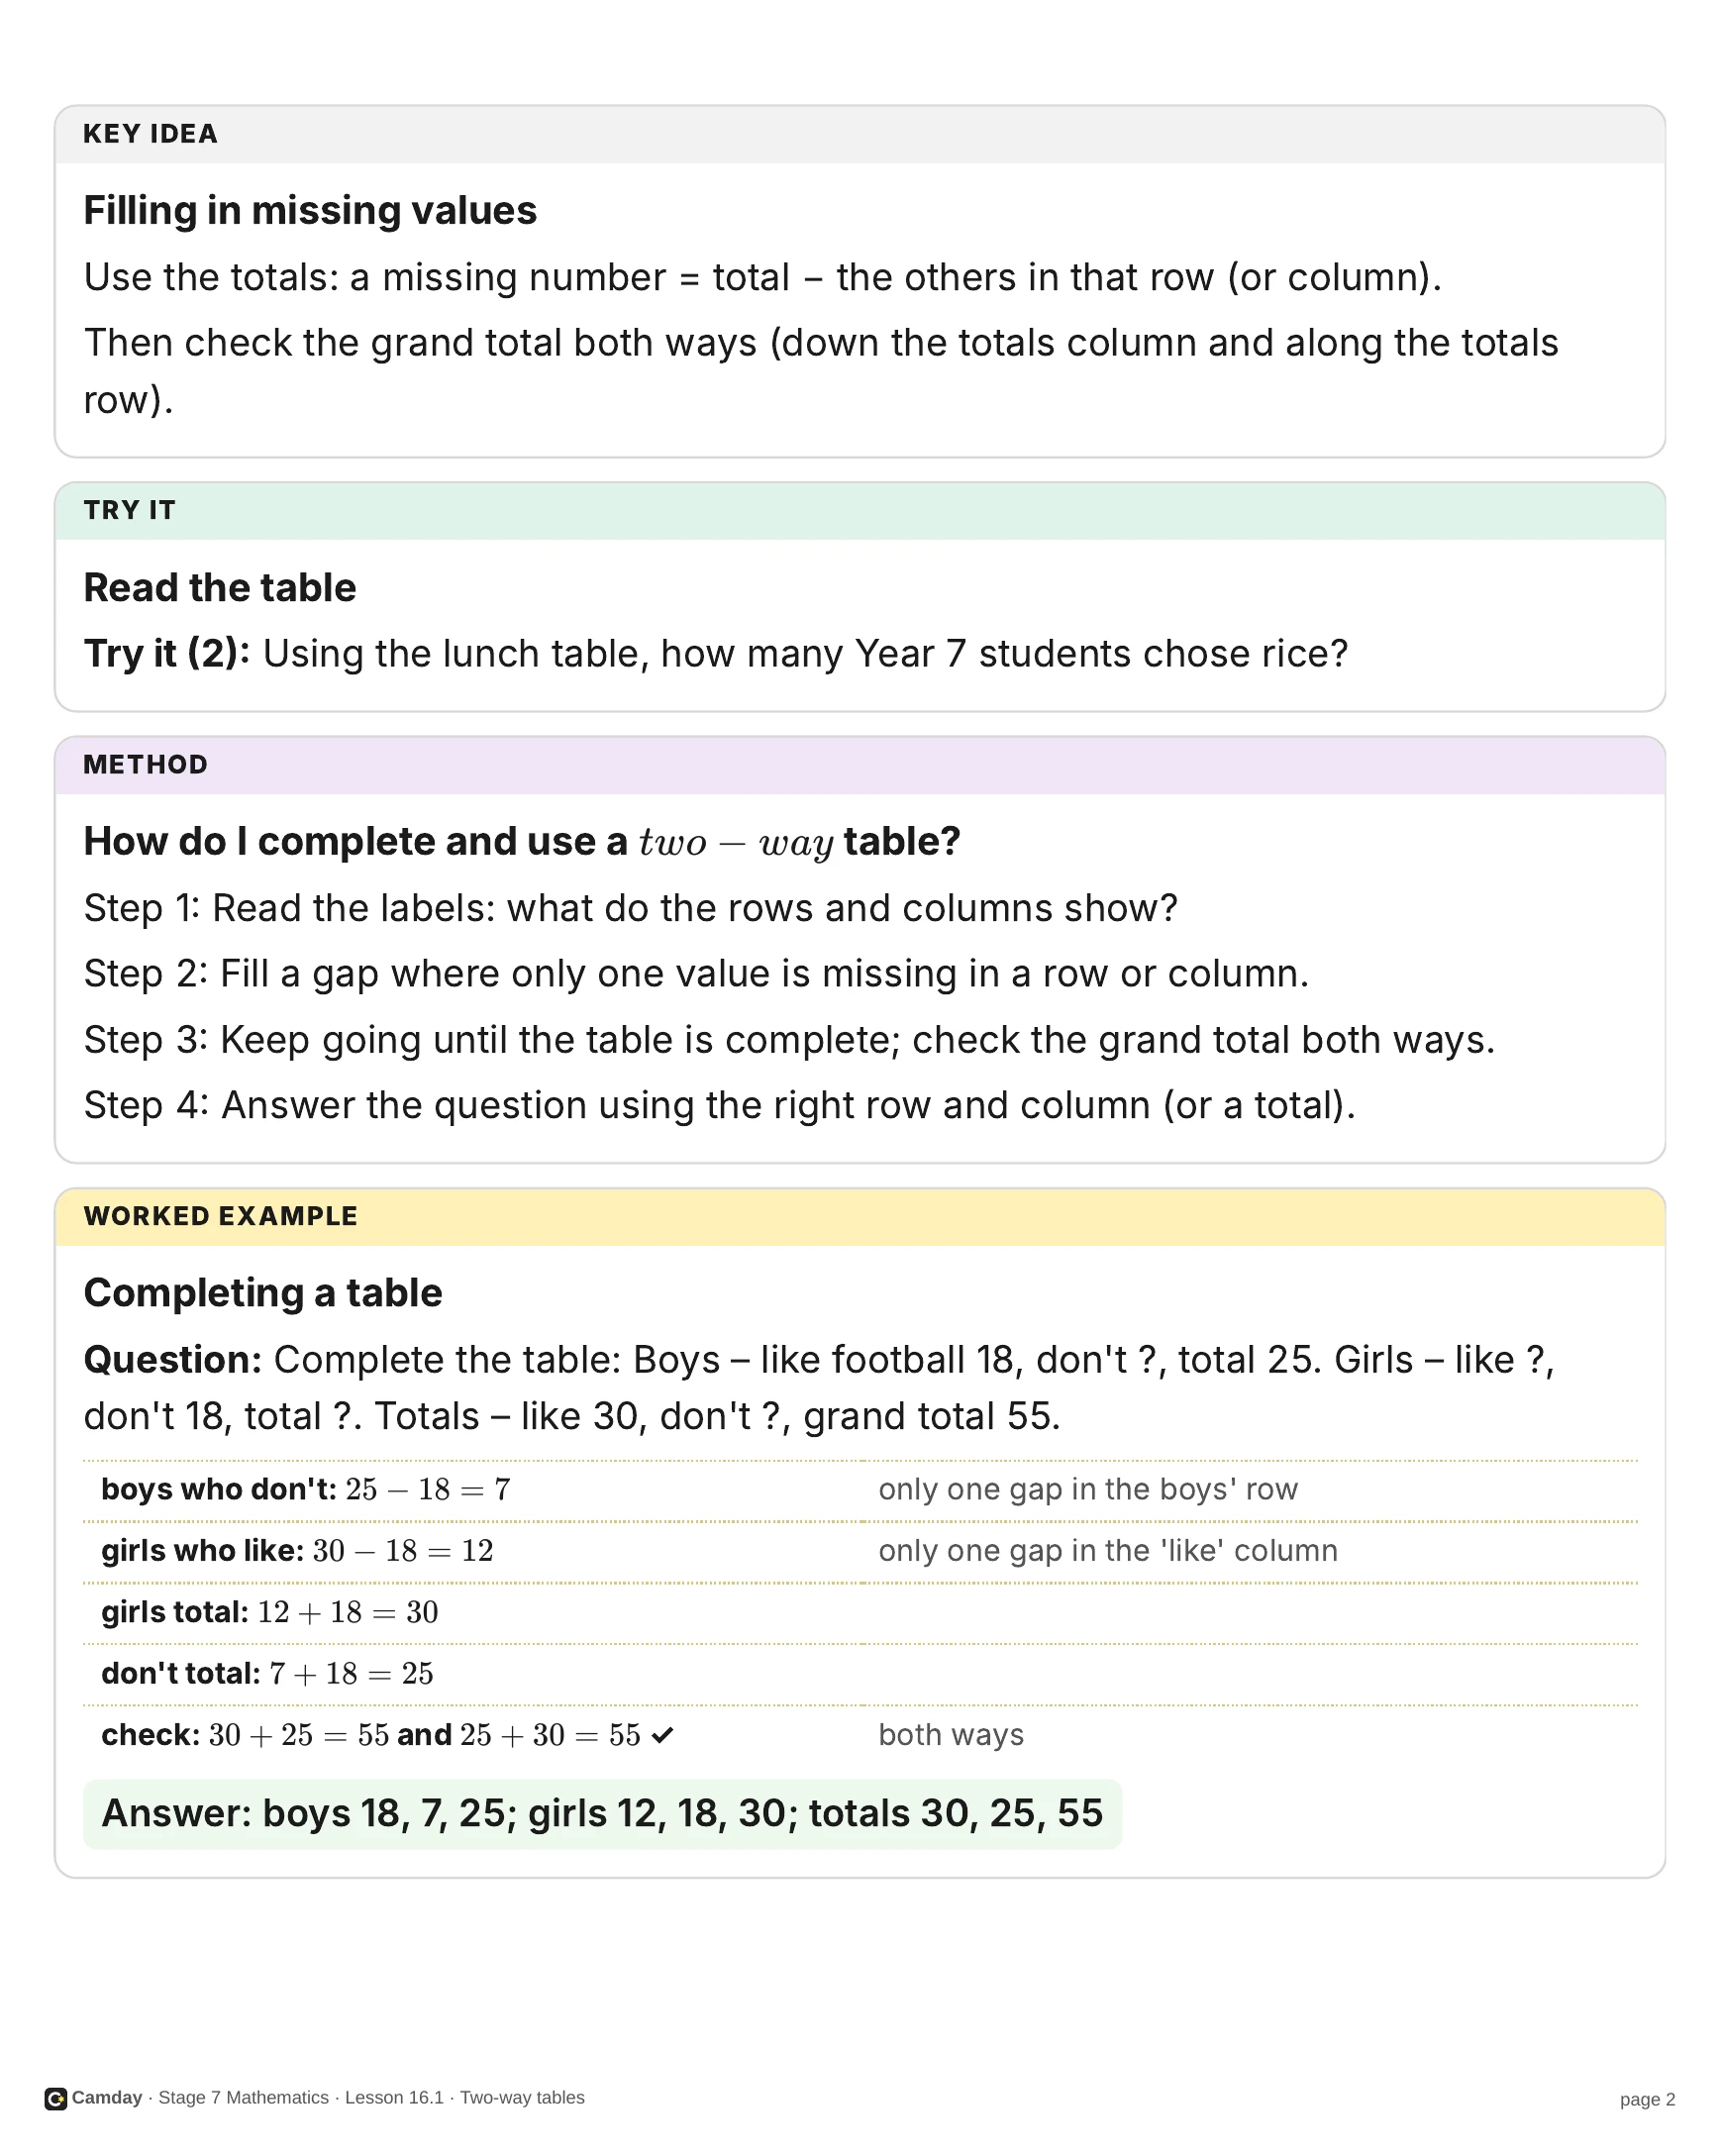 KEY IDEA
Filling in missing values
Use the totals: a missing number = total − the others in that row (or column).
Then check the grand total both ways (down the totals column and along the totals
row).
TRY IT
Read the table
Try it (2): Using the lunch table, how many Year 7 students chose rice?
METHOD
How do I complete and use a two − way table?
Step 1: Read the labels: what do the rows and columns show?
Step 2: Fill a gap where only one value is missing in a row or column.
Step 3: Keep going until the table is complete; check the grand total both ways.
Step 4: Answer the question using the right row and column (or a total).
WORKED EXAMPLE
Completing a table
Question: Complete the table: Boys – like football 18, don't ?, total 25. Girls – like ?,
don't 18, total ?. Totals – like 30, don't ?, grand total 55.
boys who don't: 25 − 18 = 7 only one gap in the boys' row
girls who like: 30 − 18 = 12 only one gap in the 'like' column
girls total: 12 + 18 = 30
don't total: 7 + 18 = 25
check: 30 + 25 = 55 and 25 + 30 = 55 ✓ both ways
Answer: boys 18, 7, 25; girls 12, 18, 30; totals 30, 25, 55
Camday · Stage 7 Mathematics · Lesson 16.1 · Two-way tables page 2